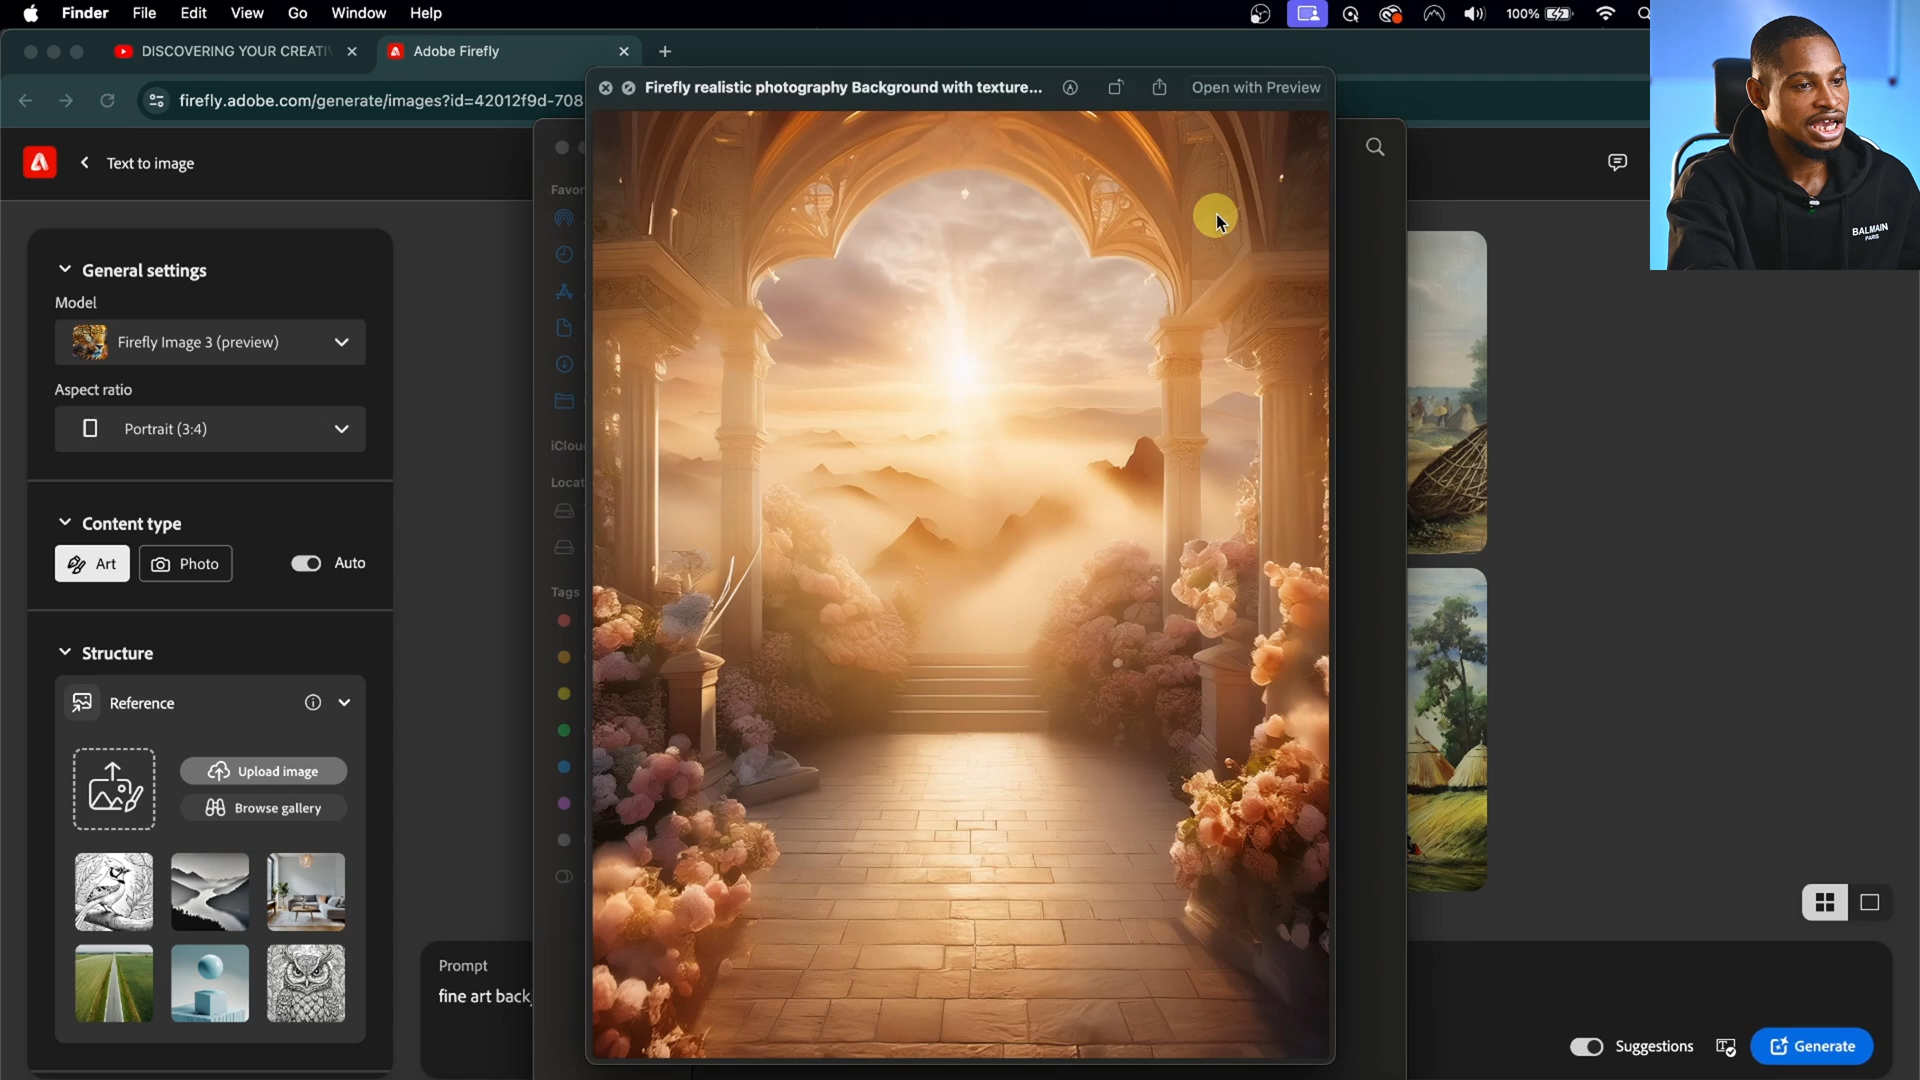 Finder File Edit View Go Window Help 100%
DISCOVERING YOUR CREATI
Adobe Firefly
firefly.adobe.com/generate/images?id=42012f9d-708
Firefly realistic photography Background with texture... Open with Preview
Text to image
BALMAIN
PARIS
General settings
Model
Firefly Image 3 (preview)
Aspect ratio
Portrait (3:4)
Content type
Art Photo Auto
Structure
Reference
Upload image
Browse gallery
Favor
iClou
Locat
Tags
Prompt
fine art back
Suggestions
Generate